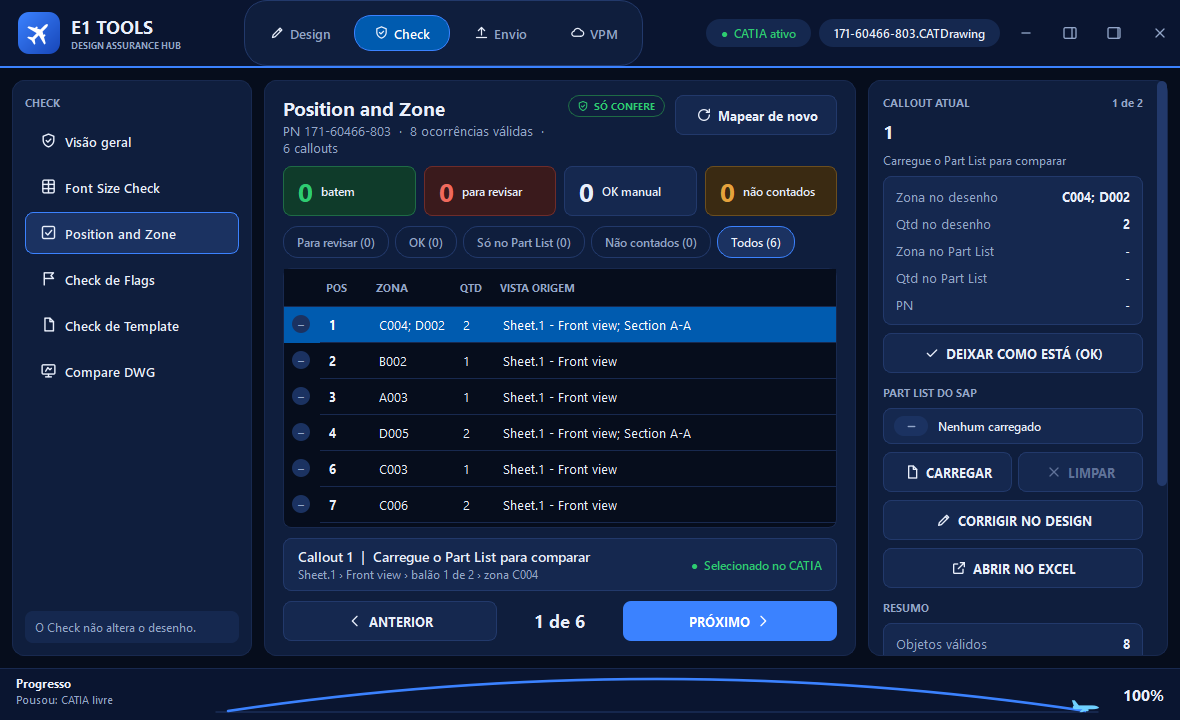 E1 TOOLS
DESIGN ASSURANCE HUB
Design
Check
Envio
VPM
● CATIA ativo
171-60466-803.CATDrawing
CHECK
Visão geral
Font Size Check
Position and Zone
Check de Flags
Check de Template
Compare DWG
O Check não altera o desenho.
Position and Zone
PN 171-60466-803 · 8 ocorrências válidas ·
6 callouts
SÓ CONFERE
Mapear de novo
0 batem
0 para revisar
0 OK manual
0 não contados
Para revisar (0)
OK (0)
Só no Part List (0)
Não contados (0)
Todos (6)
POS ZONA QTD VISTA ORIGEM
– 1 C004; D002 2 Sheet.1 - Front view; Section A-A
– 2 B002 1 Sheet.1 - Front view
– 3 A003 1 Sheet.1 - Front view
– 4 D005 2 Sheet.1 - Front view; Section A-A
– 6 C003 1 Sheet.1 - Front view
– 7 C006 2 Sheet.1 - Front view
Callout 1 | Carregue o Part List para comparar
Sheet.1 › Front view › balão 1 de 2 › zona C004
● Selecionado no CATIA
ANTERIOR
1 de 6
PRÓXIMO
CALLOUT ATUAL 1 de 2
1
Carregue o Part List para comparar
Zona no desenho C004; D002
Qtd no desenho 2
Zona no Part List -
Qtd no Part List -
PN -
DEIXAR COMO ESTÁ (OK)
PART LIST DO SAP
– Nenhum carregado
CARREGAR
LIMPAR
CORRIGIR NO DESIGN
ABRIR NO EXCEL
RESUMO
Objetos válidos 8
Progresso
Pousou: CATIA livre
100%